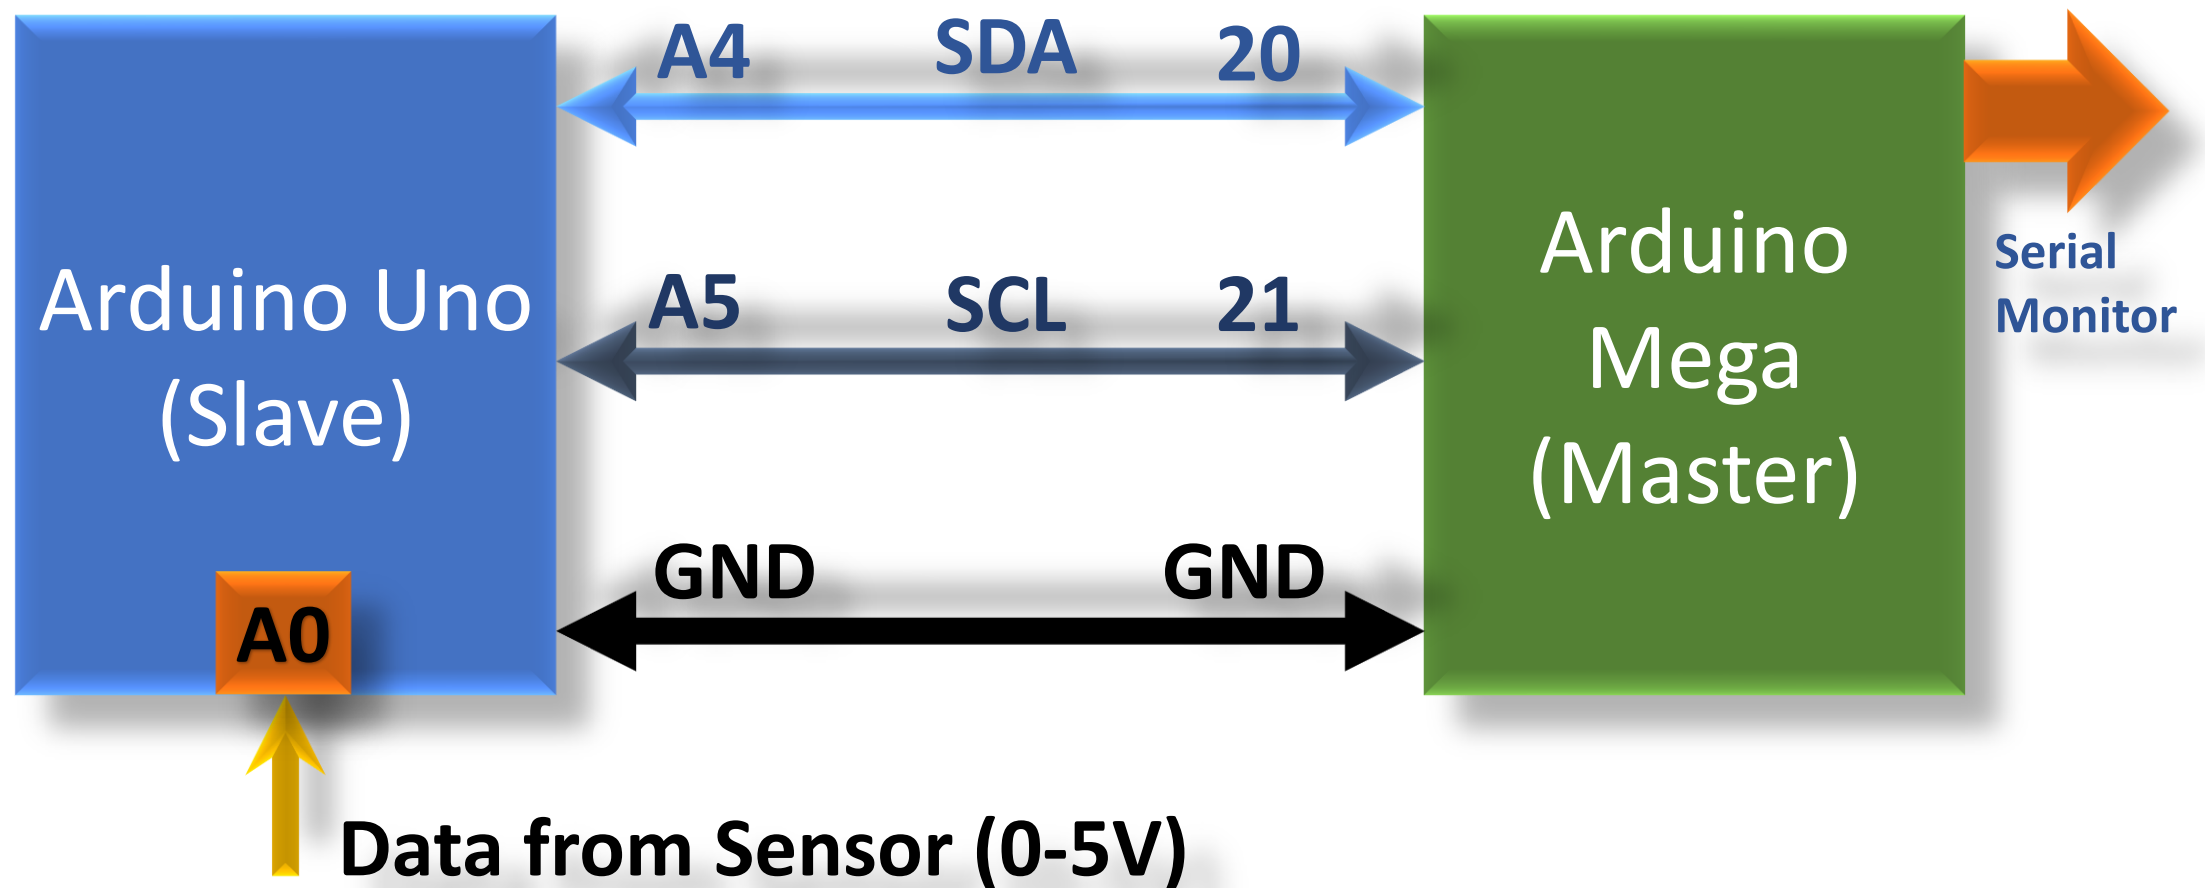 A4 SDA 20
Arduino Uno
(Slave)
A5 SCL 21
GND GND
A0
Data from Sensor (0-5V)
Arduino
Mega
(Master)
Serial
Monitor